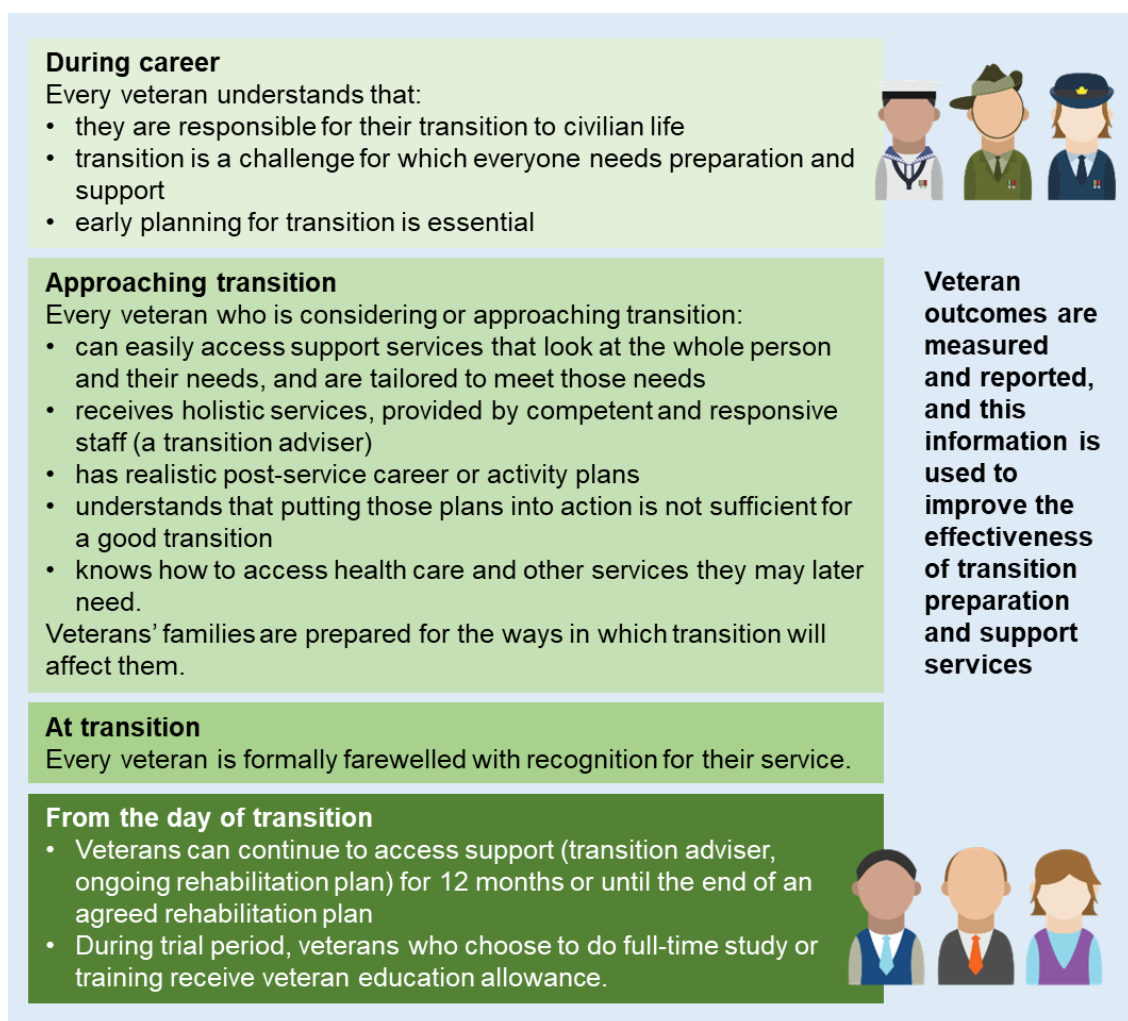 During career
Every veteran understands that:
• they are responsible for their transition to civilian life
• transition is a challenge for which everyone needs preparation and
support
• early planning for transition is essential
Approaching transition
Every veteran who is considering or approaching transition:
• can easily access support services that look at the whole person
and their needs, and are tailored to meet those needs
• receives holistic services, provided by competent and responsive
staff (a transition adviser)
• has realistic post-service career or activity plans
• understands that putting those plans into action is not sufficient for
a good transition
• knows how to access health care and other services they may later
need.
Veterans’ families are prepared for the ways in which transition will
affect them.
At transition
Every veteran is formally farewelled with recognition for their service.
From the day of transition
• Veterans can continue to access support (transition adviser,
ongoing rehabilitation plan) for 12 months or until the end of an
agreed rehabilitation plan
• During trial period, veterans who choose to do full-time study or
training receive veteran education allowance.
Veteran
outcomes are
measured
and reported,
and this
information is
used to
improve the
effectiveness
of transition
preparation
and support
services